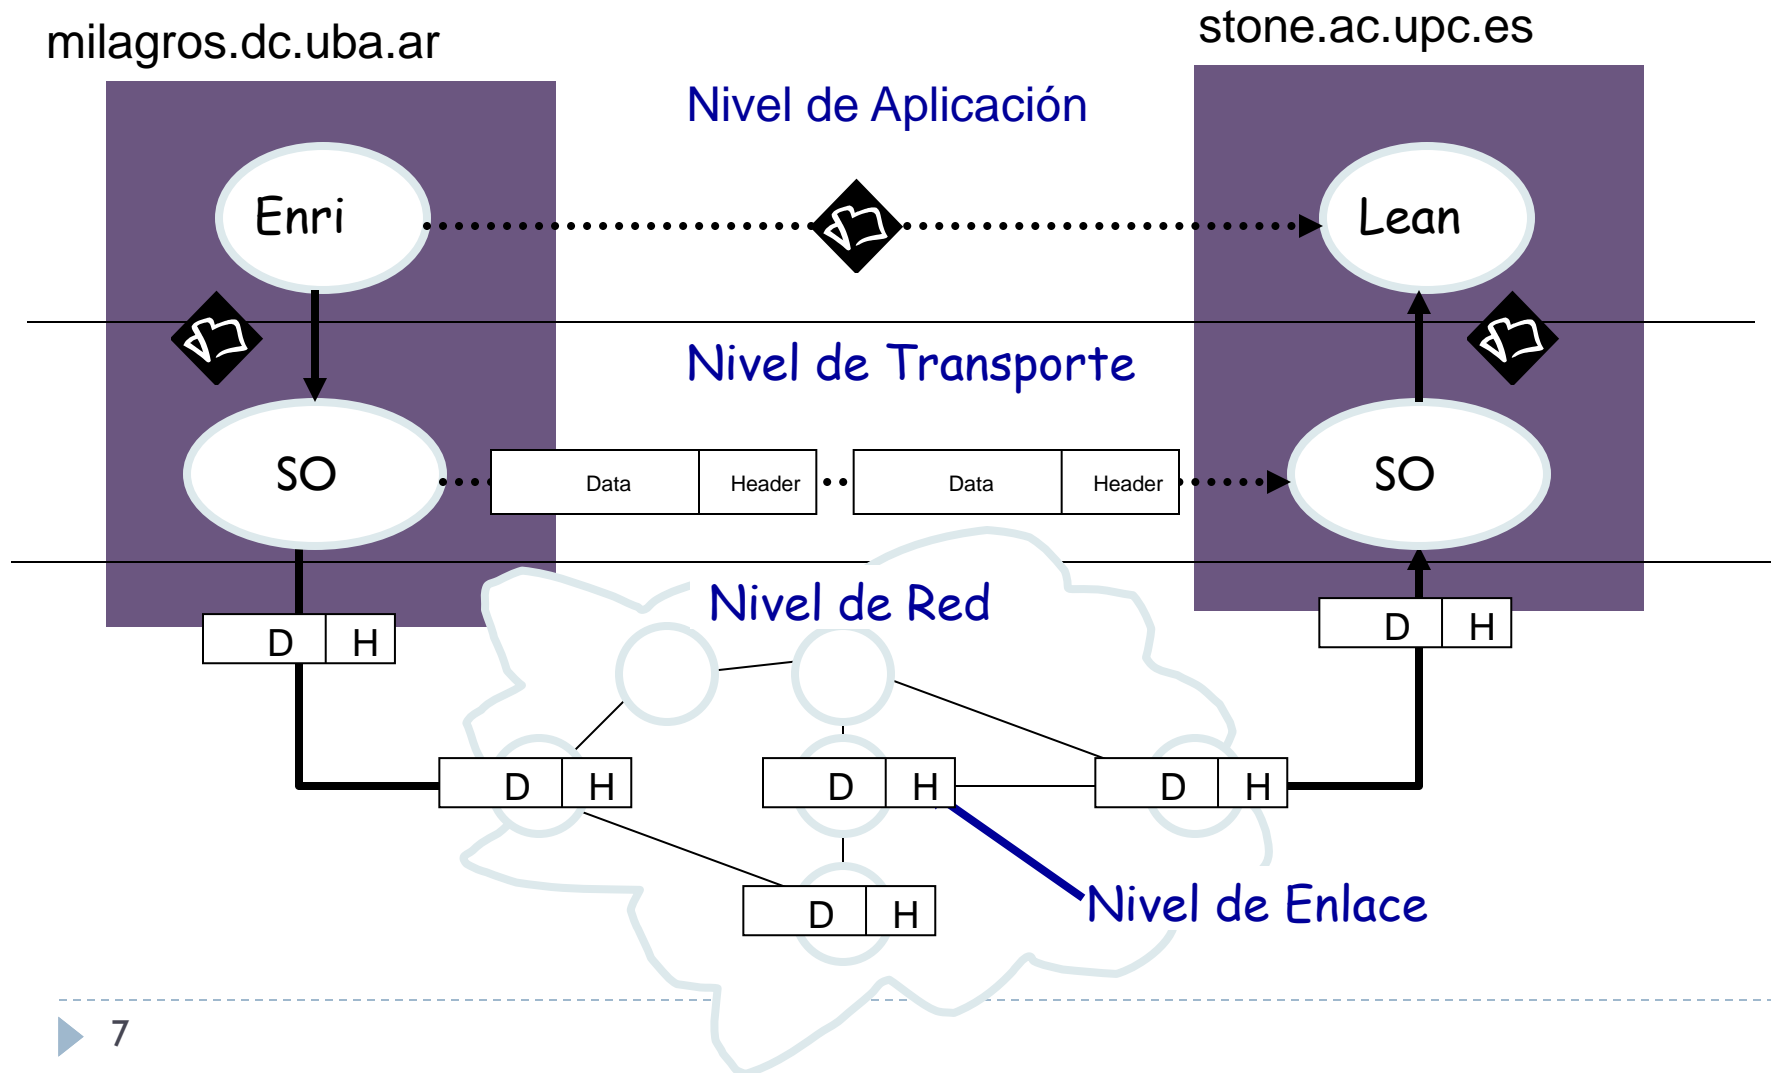 milagros.dc.uba.ar
stone.ac.upc.es
Nivel de Aplicación
Enri
Lean
Nivel de Transporte
SO
Data Header
Data Header
SO
Nivel de Red
D H
D H
D H
D H
D H
D H
Nivel de Enlace
7